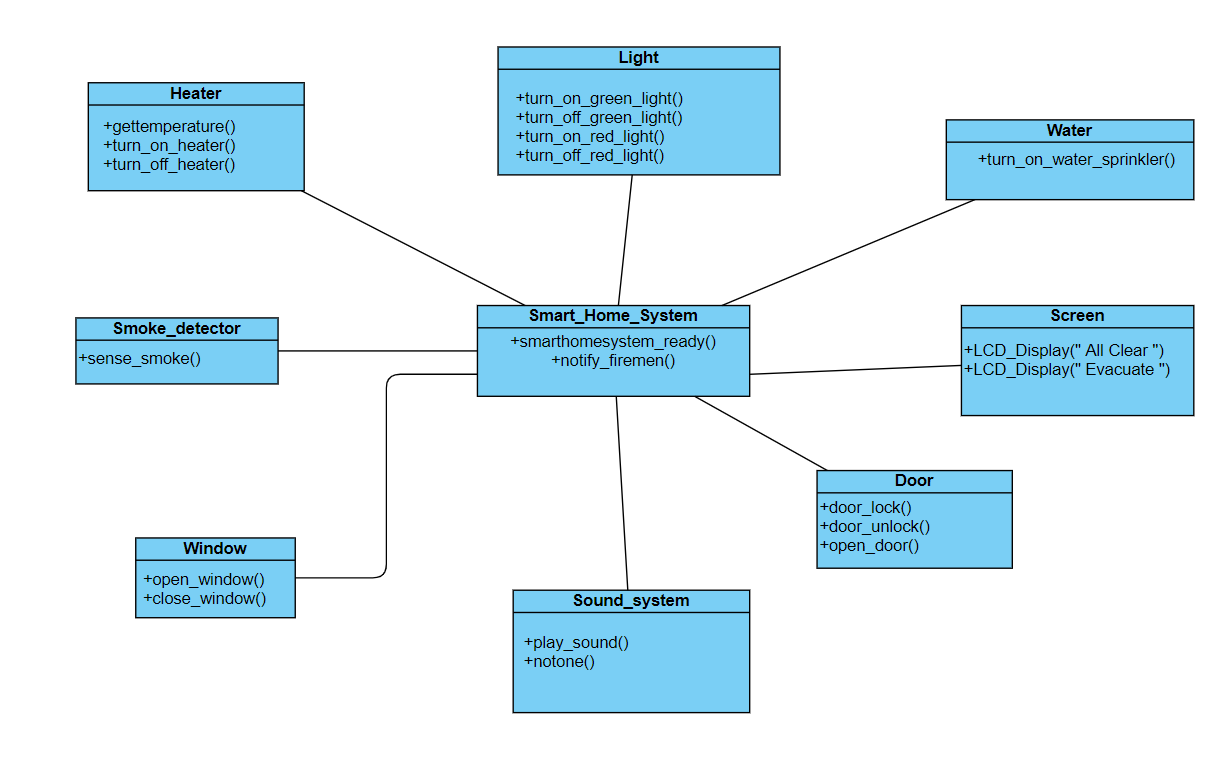 Light
+turn_on_green_light()
+turn_off_green_light()
+turn_on_red_light()
+turn_off_red_light()
Heater
+gettemperature()
+turn_on_heater()
+turn_off_heater()
Water
+turn_on_water_sprinkler()
Smart_Home_System
+smarthomesystem_ready()
+notify_firemen()
Smoke_detector
+sense_smoke()
Screen
+LCD_Display(" All Clear ")
+LCD_Display(" Evacuate ")
Door
+door_lock()
+door_unlock()
+open_door()
Window
+open_window()
+close_window()
Sound_system
+play_sound()
+notone()